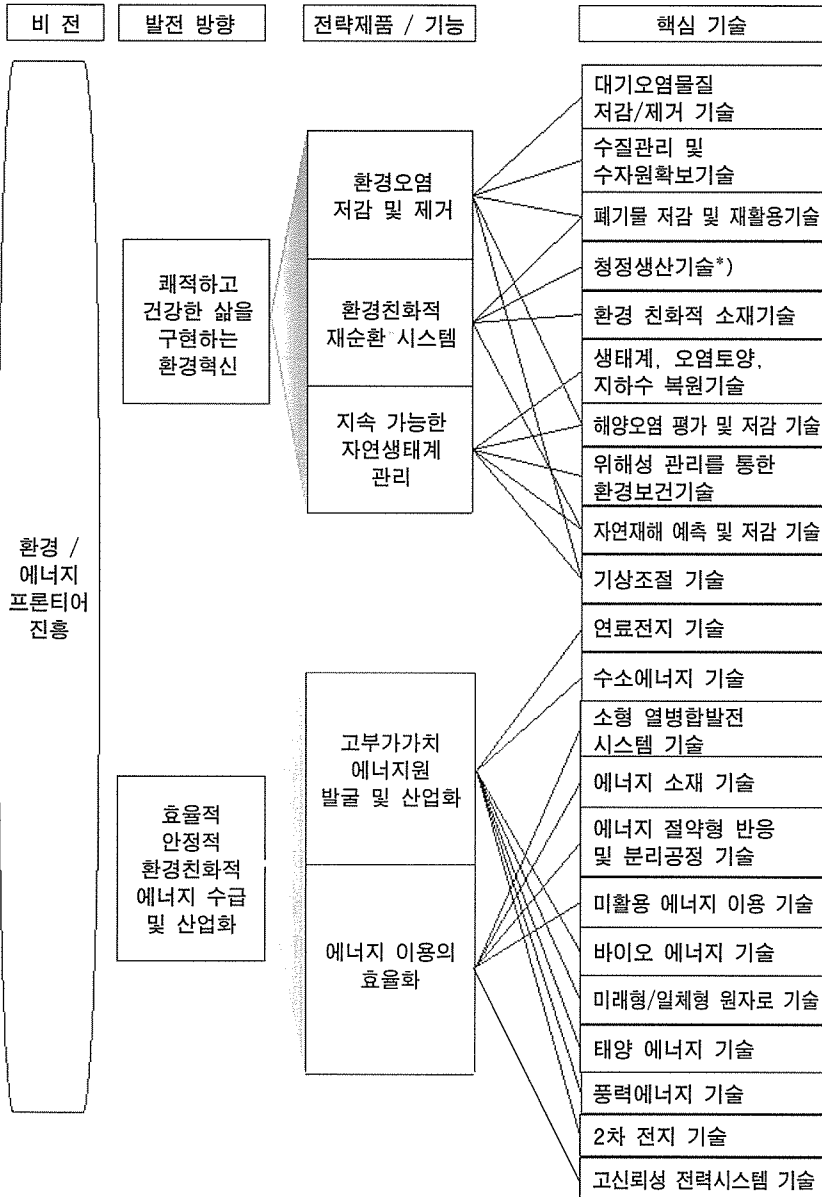 비 전
발전 방향
전략제품 / 기능
핵심 기술
환경 /
에너지
프론티어
진흥
쾌적하고
건강한 삶을
구현하는
환경혁신
효율적
안정적
환경친화적
에너지 수급
및 산업화
환경오염
저감 및 제거
환경친화적
재순환 시스템
지속 가능한
자연생태계
관리
고부가가치
에너지원
발굴 및 산업화
에너지 이용의
효율화
대기오염물질
저감/제거 기술
수질관리 및
수자원확보기술
폐기물 저감 및 재활용기술
청정생산기술*)
환경 친화적 소재기술
생태계, 오염토양,
지하수 복원기술
해양오염 평가 및 저감 기술
위해성 관리를 통한
환경보건기술
자연재해 예측 및 저감 기술
기상조절 기술
연료전지 기술
수소에너지 기술
소형 열병합발전
시스템 기술
에너지 소재 기술
에너지 절약형 반응
및 분리공정 기술
미활용 에너지 이용 기술
바이오 에너지 기술
미래형/일체형 원자로 기술
태양 에너지 기술
풍력에너지 기술
2차 전지 기술
고신뢰성 전력시스템 기술